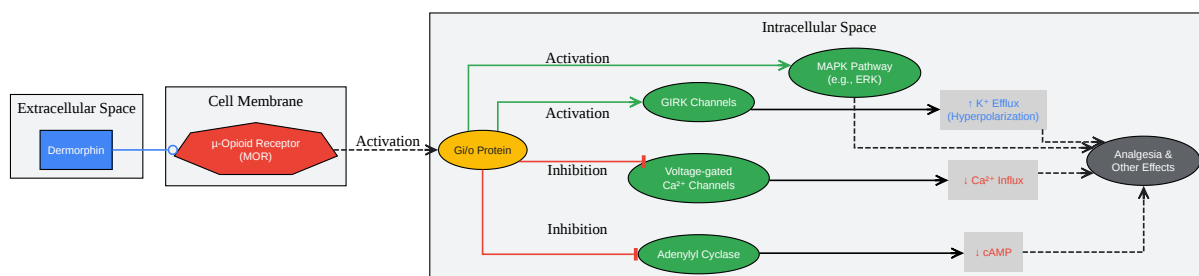 Intracellular Space
Activation
MAPK Pathway
(e.g., ERK)
Extracellular Space
Cell Membrane
Dermorphin
μ-Opioid Receptor
(MOR)
Activation
Gi/o Protein
Activation
GIRK Channels
↑ K⁺ Efflux
(Hyperpolarization)
Inhibition
Voltage-gated
Ca²⁺ Channels
↓ Ca²⁺ Influx
Analgesia &
Other Effects
Inhibition
Adenylyl Cyclase
↓ cAMP